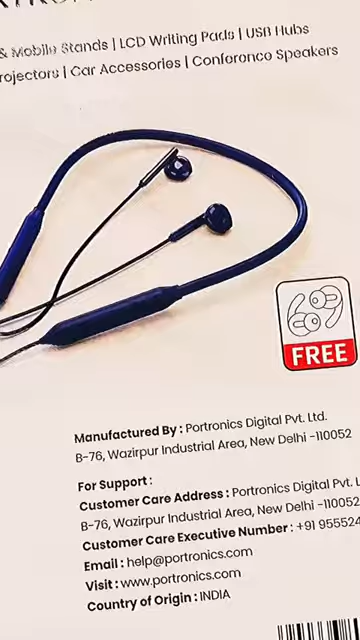 & Mobile Stands | LCD Writing Pads | USB Hubs
rojectors | Car Accessories | Conference Speakers
FREE
Manufactured By : Portronics Digital Pvt. Ltd.
B-76, Wazirpur Industrial Area, New Delhi -110052
For Support :
Customer Care Address : Portronics Digital Pvt. L
B-76, Wazirpur Industrial Area, New Delhi -110052
Customer Care Executive Number : +91 955524
Email : help@portronics.com
Visit : www.portronics.com
Country of Origin : INDIA